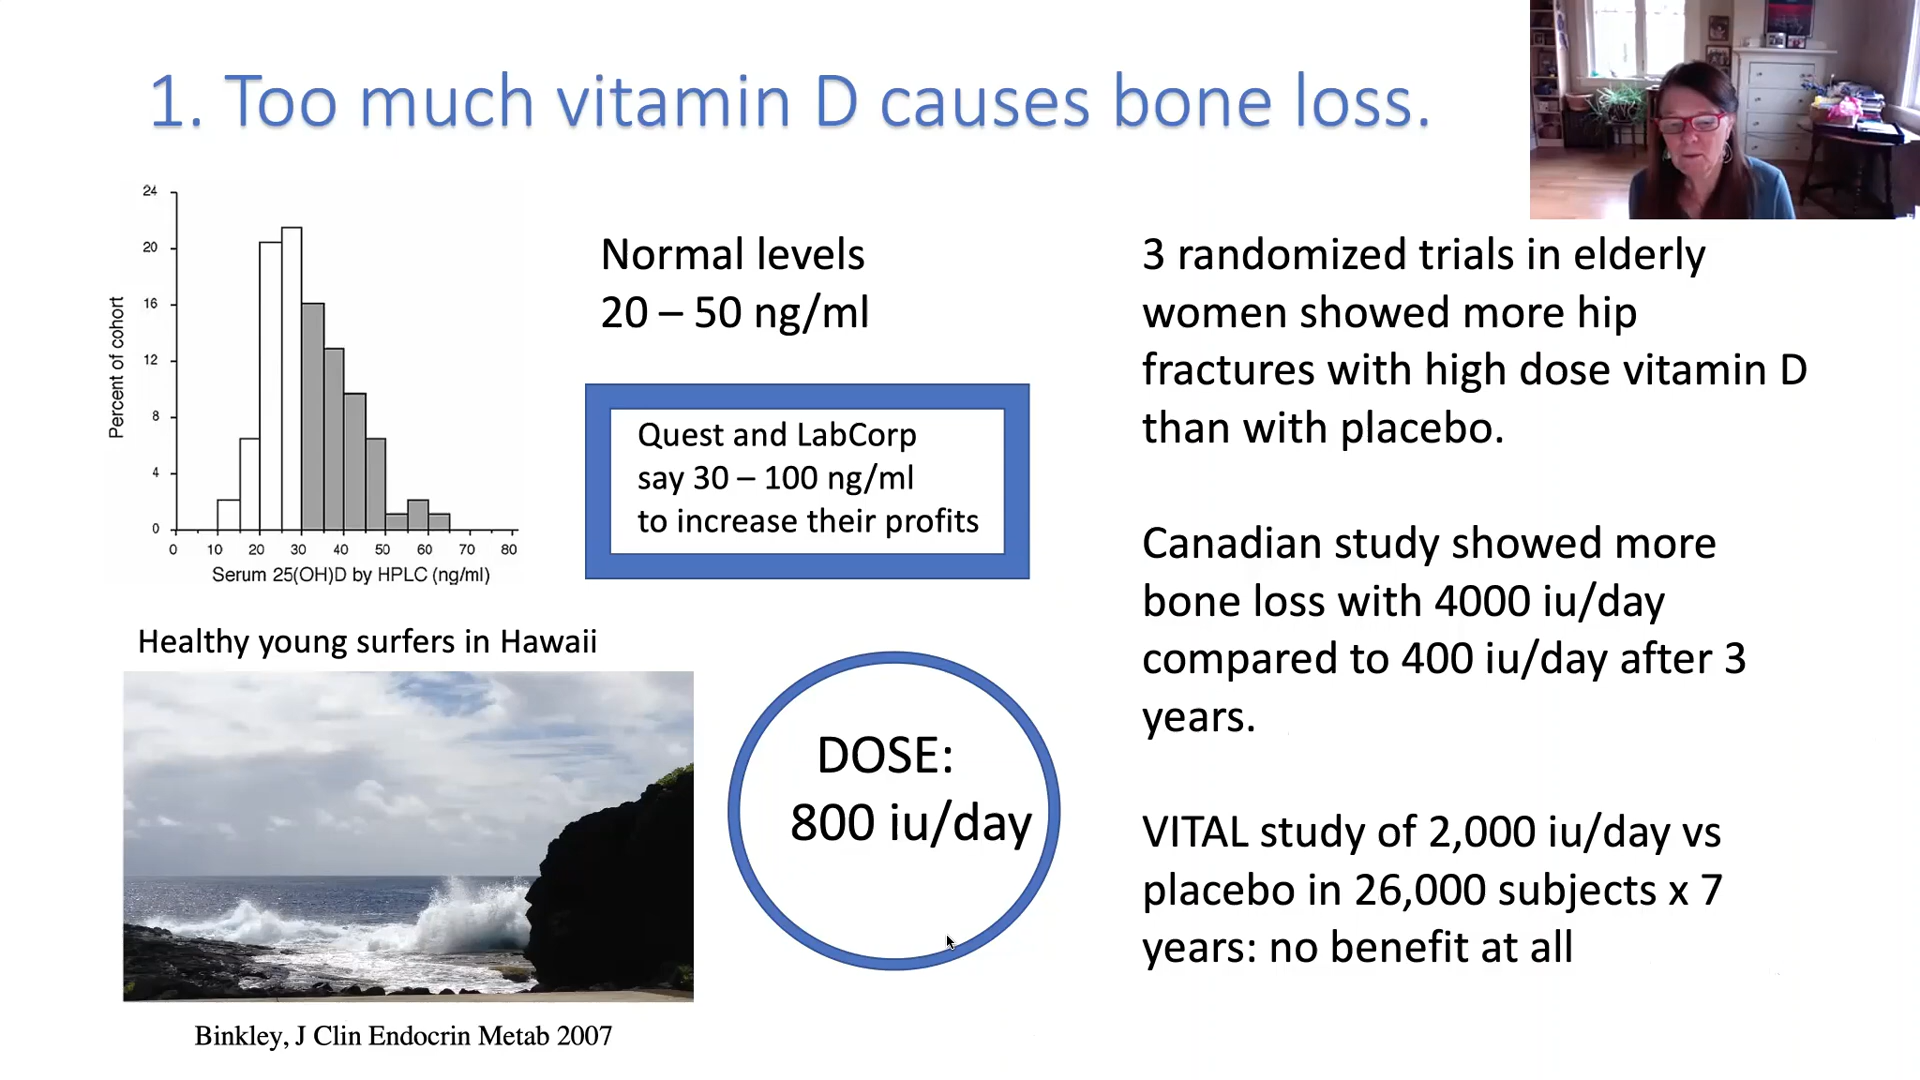 1. Too much vitamin D causes bone loss.
24
20
16
12
8
4
0
Percent of cohort
0 10 20 30 40 50 60 70 80
Serum 25(OH)D by HPLC (ng/ml)
Healthy young surfers in Hawaii
Binkley, J Clin Endocrin Metab 2007
Normal levels
20 – 50 ng/ml
Quest and LabCorp
say 30 – 100 ng/ml
to increase their profits
DOSE:
800 iu/day
3 randomized trials in elderly
women showed more hip
fractures with high dose vitamin D
than with placebo.
Canadian study showed more
bone loss with 4000 iu/day
compared to 400 iu/day after 3
years.
VITAL study of 2,000 iu/day vs
placebo in 26,000 subjects x 7
years: no benefit at all